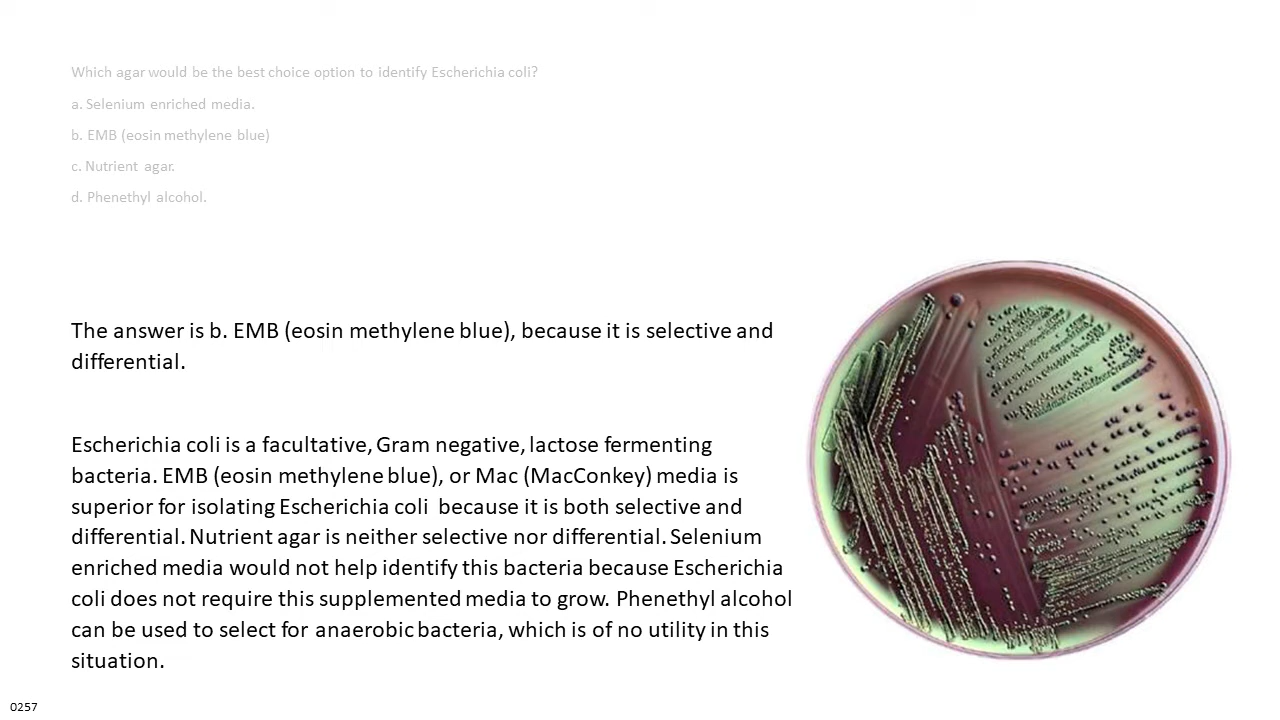 Which agar would be the best choice option to identify Escherichia coli?
a. Selenium enriched media.
b. EMB (eosin methylene blue)
c. Nutrient agar.
d. Phenethyl alcohol.
The answer is b. EMB (eosin methylene blue), because it is selective and
differential.
Escherichia coli is a facultative, Gram negative, lactose fermenting
bacteria. EMB (eosin methylene blue), or Mac (MacConkey) media is
superior for isolating Escherichia coli  because it is both selective and
differential. Nutrient agar is neither selective nor differential. Selenium
enriched media would not help identify this bacteria because Escherichia
coli does not require this supplemented media to grow. Phenethyl alcohol
can be used to select for anaerobic bacteria, which is of no utility in this
situation.
0257